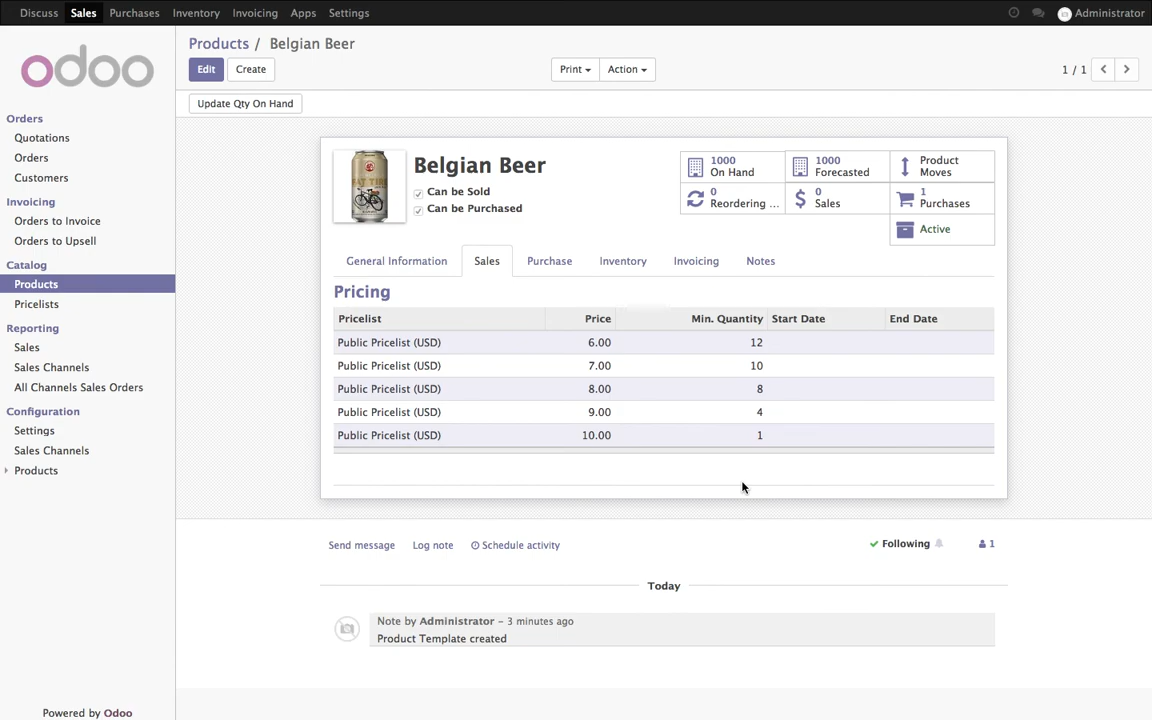 Discuss Sales Purchases Inventory Invoicing Apps Settings Administrator
odoo
Products / Belgian Beer
Edit Create Print Action 1 / 1
Update Qty On Hand
Orders
Quotations
Orders
Customers
Invoicing
Orders to Invoice
Orders to Upsell
Catalog
Products
Pricelists
Reporting
Sales
Sales Channels
All Channels Sales Orders
Configuration
Settings
Sales Channels
Products
Powered by Odoo
FAT TIRE
Belgian Beer
Can be Sold
Can be Purchased
1000
On Hand
1000
Forecasted
Product
Moves
0
Reordering ...
$ 0
Sales
1
Purchases
Active
General Information Sales Purchase Inventory Invoicing Notes
Pricing
Pricelist Price Min. Quantity Start Date End Date
Public Pricelist (USD) 6.00 12
Public Pricelist (USD) 7.00 10
Public Pricelist (USD) 8.00 8
Public Pricelist (USD) 9.00 4
Public Pricelist (USD) 10.00 1
Send message Log note Schedule activity Following 1
Today
Note by Administrator – 3 minutes ago
Product Template created